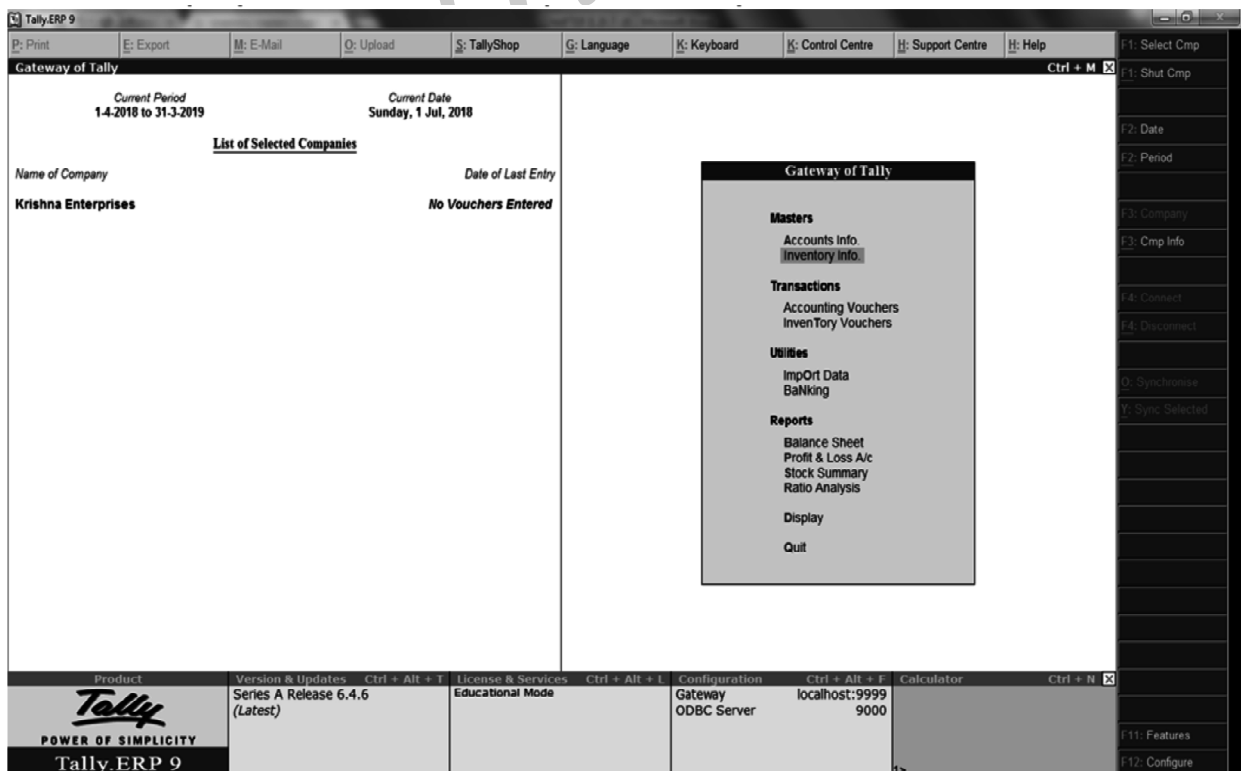 Tally.ERP 9
P: Print E: Export M: E-Mail O: Upload S: TallyShop G: Language K: Keyboard K: Control Centre H: Support Centre H: Help
Gateway of Tally Ctrl + M X
Current Period Current Date
1-4-2018 to 31-3-2019 Sunday, 1 Jul, 2018
List of Selected Companies
Name of Company Date of Last Entry
Krishna Enterprises No Vouchers Entered
Gateway of Tally
Masters
Accounts Info.
Inventory Info.
Transactions
Accounting Vouchers
InvenTory Vouchers
Utilities
ImpOrt Data
BaNking
Reports
Balance Sheet
Profit & Loss A/c
Stock Summary
Ratio Analysis
Display
Quit
F1: Select Cmp
F1: Shut Cmp
F2: Date
F2: Period
F3: Company
F3: Cmp Info
F4: Connect
F4: Disconnect
O: Synchronise
Y: Sync Selected
F11: Features
F12: Configure
Product
Tally
POWER OF SIMPLICITY
Tally.ERP 9
Version & Updates Ctrl + Alt + T
Series A Release 6.4.6
(Latest)
License & Services Ctrl + Alt + L
Educational Mode
Configuration Ctrl + Alt + F
Gateway localhost:9999
ODBC Server 9000
Calculator Ctrl + N X
1>